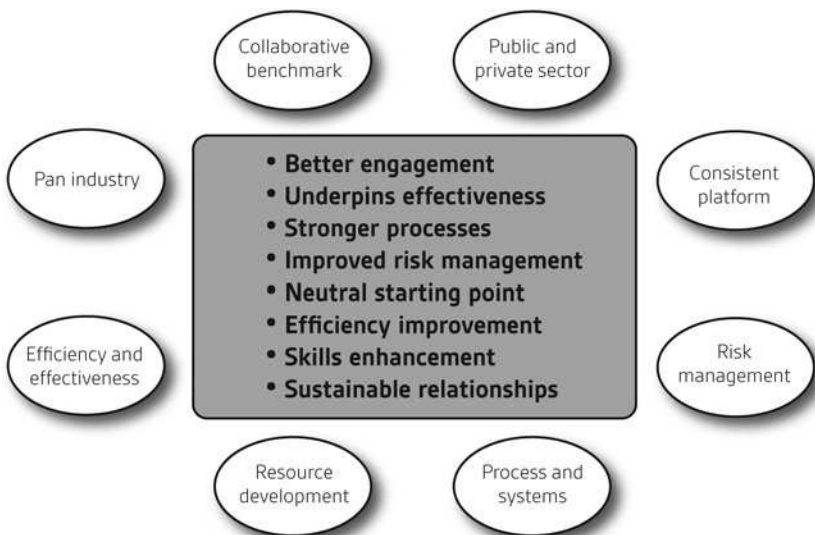 Collaborative
benchmark
Public and
private sector
Pan industry
• Better engagement
• Underpins effectiveness
• Stronger processes
• Improved risk management
• Neutral starting point
• Efficiency improvement
• Skills enhancement
• Sustainable relationships
Consistent
platform
Efficiency and
effectiveness
Risk
management
Resource
development
Process and
systems